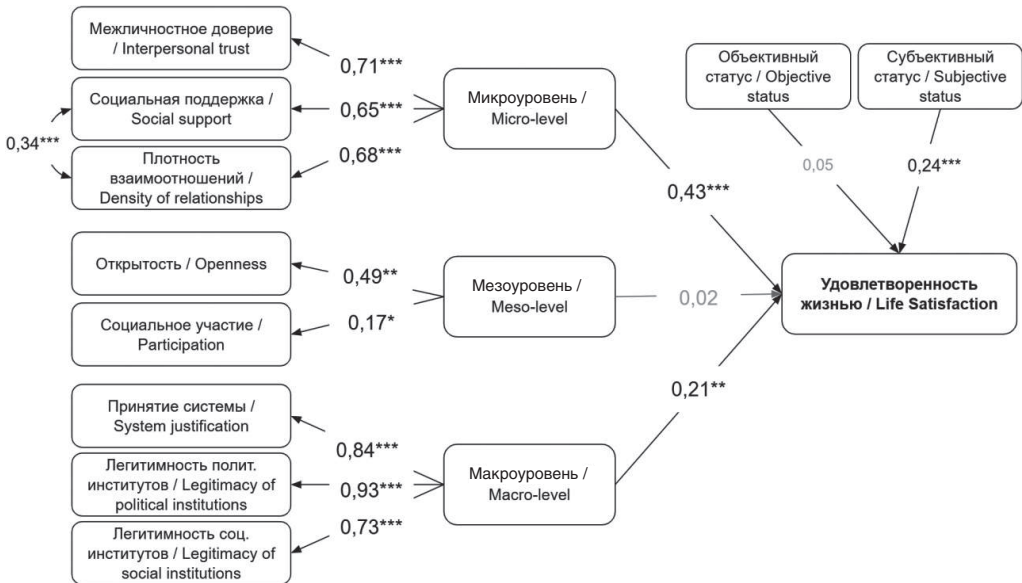 Межличностное доверие
/ Interpersonal trust
Социальная поддержка /
Social support
Плотность
взаимоотношений /
Density of relationships
0,34***
0,71***
0,65***
0,68***
Микроуровень /
Micro-level
Объективный
статус / Objective
status
Субъективный
статус / Subjective
status
0,05
0,24***
0,43***
Открытость / Openness
Социальное участие /
Participation
0,49**
0,17*
Мезоуровень /
Meso-level
0,02
Удовлетворенность
жизнью / Life Satisfaction
0,21**
Принятие системы /
System justification
Легитимность полит.
институтов / Legitimacy of
political institutions
Легитимность соц.
институтов / Legitimacy of
social institutions
0,84***
0,93***
0,73***
Макроуровень /
Macro-level